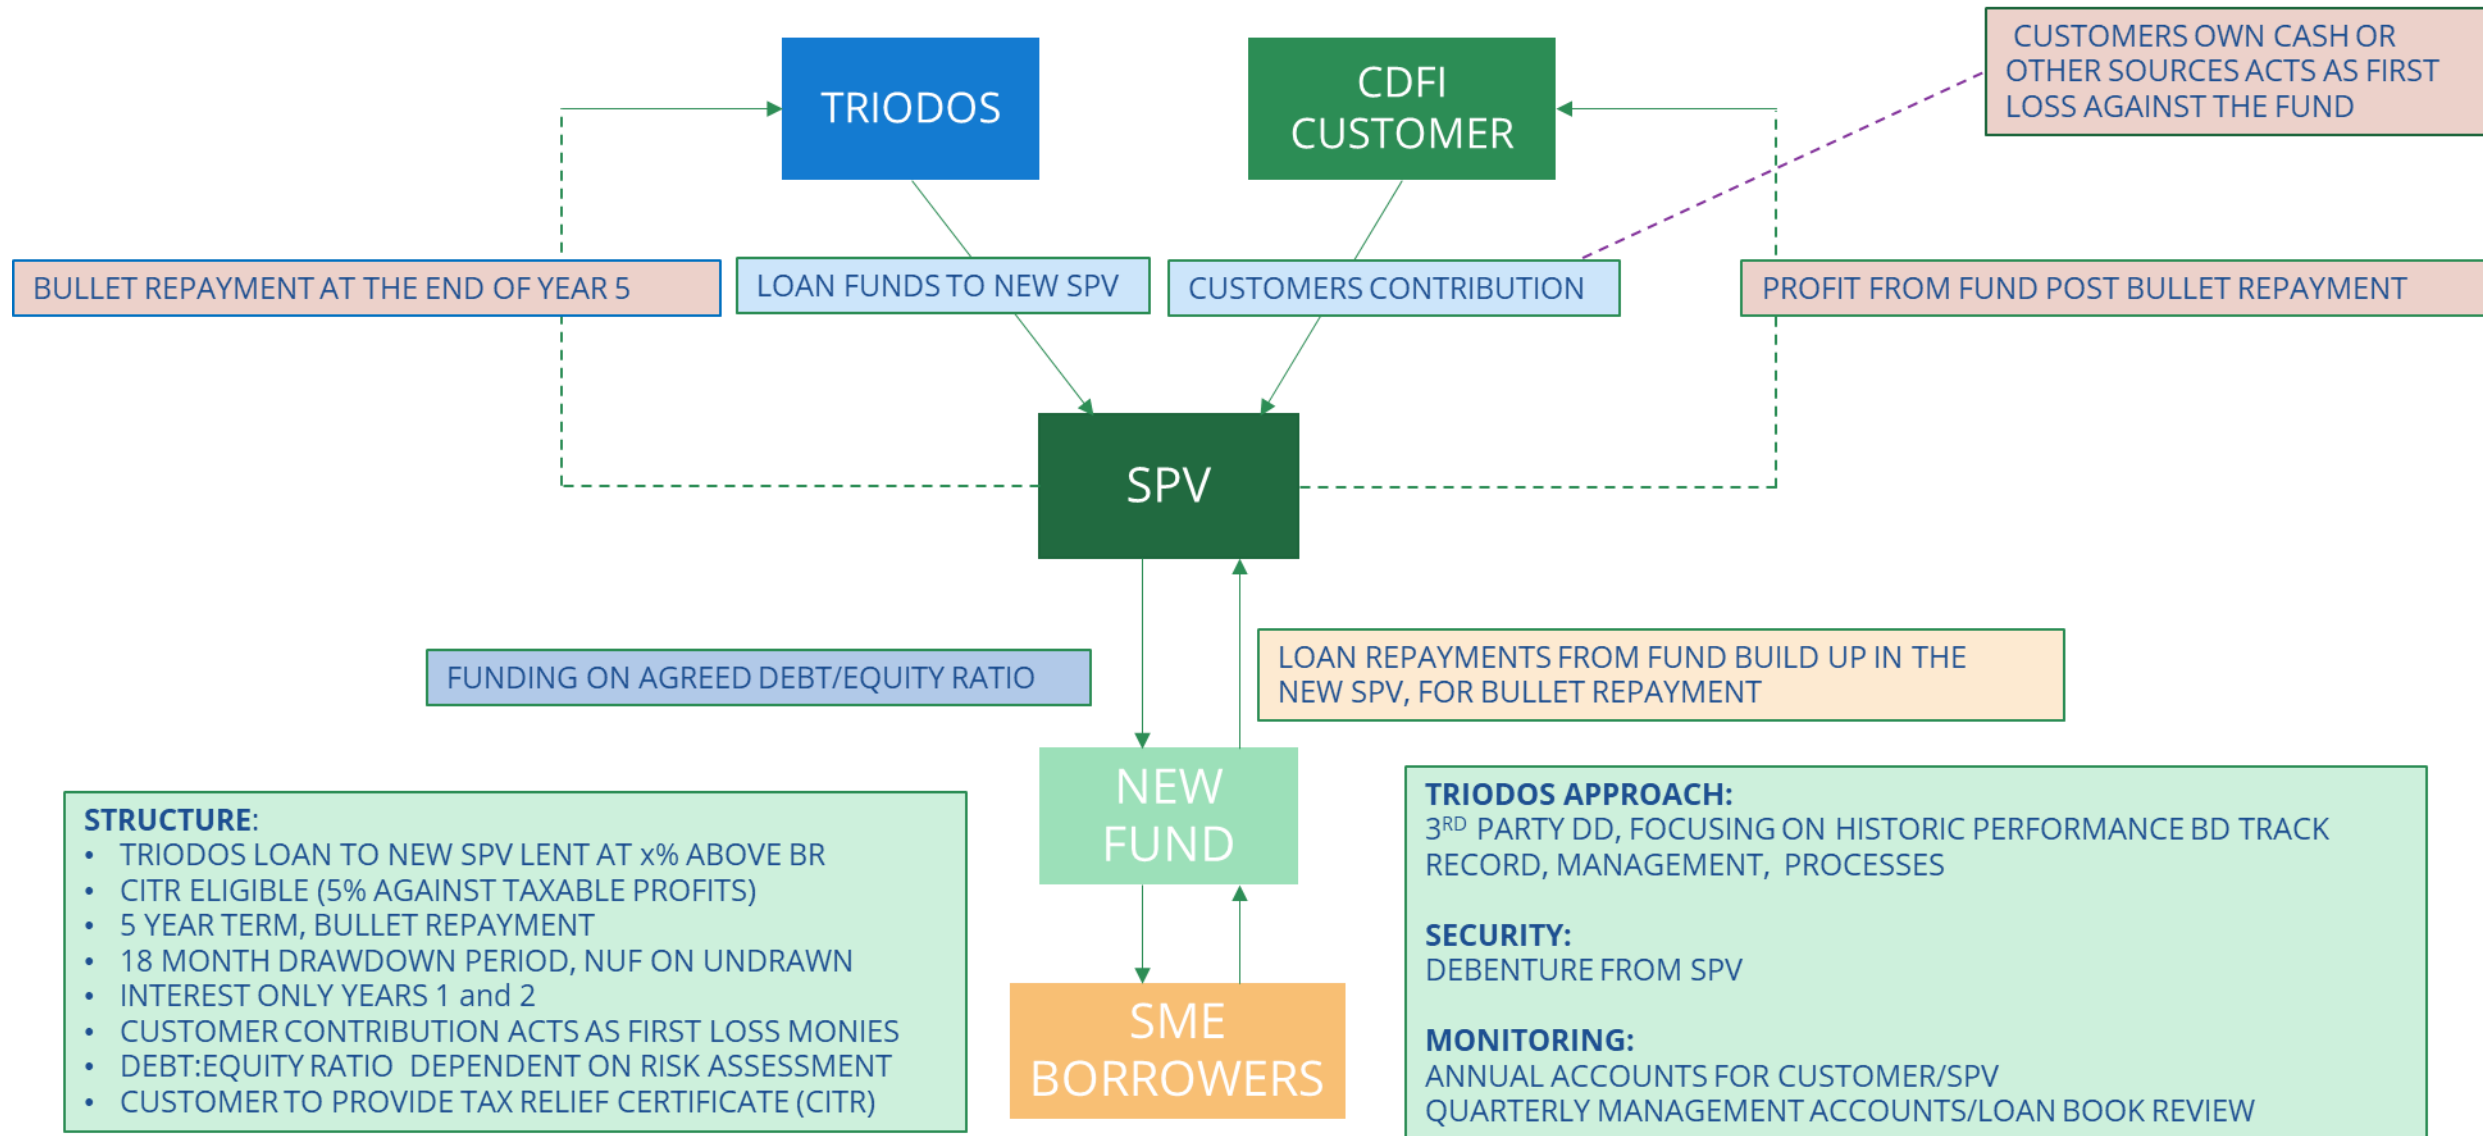 TRIODOS
CDFI
CUSTOMER
CUSTOMERS OWN CASH OR
OTHER SOURCES ACTS AS FIRST
LOSS AGAINST THE FUND
BULLET REPAYMENT AT THE END OF YEAR 5
LOAN FUNDS TO NEW SPV
CUSTOMERS CONTRIBUTION
PROFIT FROM FUND POST BULLET REPAYMENT
SPV
FUNDING ON AGREED DEBT/EQUITY RATIO
LOAN REPAYMENTS FROM FUND BUILD UP IN THE
NEW SPV, FOR BULLET REPAYMENT
NEW
FUND
SME
BORROWERS
STRUCTURE:
• TRIODOS LOAN TO NEW SPV LENT AT x% ABOVE BR
• CITR ELIGIBLE (5% AGAINST TAXABLE PROFITS)
• 5 YEAR TERM, BULLET REPAYMENT
• 18 MONTH DRAWDOWN PERIOD, NUF ON UNDRAWN
• INTEREST ONLY YEARS 1 and 2
• CUSTOMER CONTRIBUTION ACTS AS FIRST LOSS MONIES
• DEBT:EQUITY RATIO DEPENDENT ON RISK ASSESSMENT
• CUSTOMER TO PROVIDE TAX RELIEF CERTIFICATE (CITR)
TRIODOS APPROACH:
3RD PARTY DD, FOCUSING ON HISTORIC PERFORMANCE BD TRACK
RECORD, MANAGEMENT, PROCESSES
SECURITY:
DEBENTURE FROM SPV
MONITORING:
ANNUAL ACCOUNTS FOR CUSTOMER/SPV
QUARTERLY MANAGEMENT ACCOUNTS/LOAN BOOK REVIEW